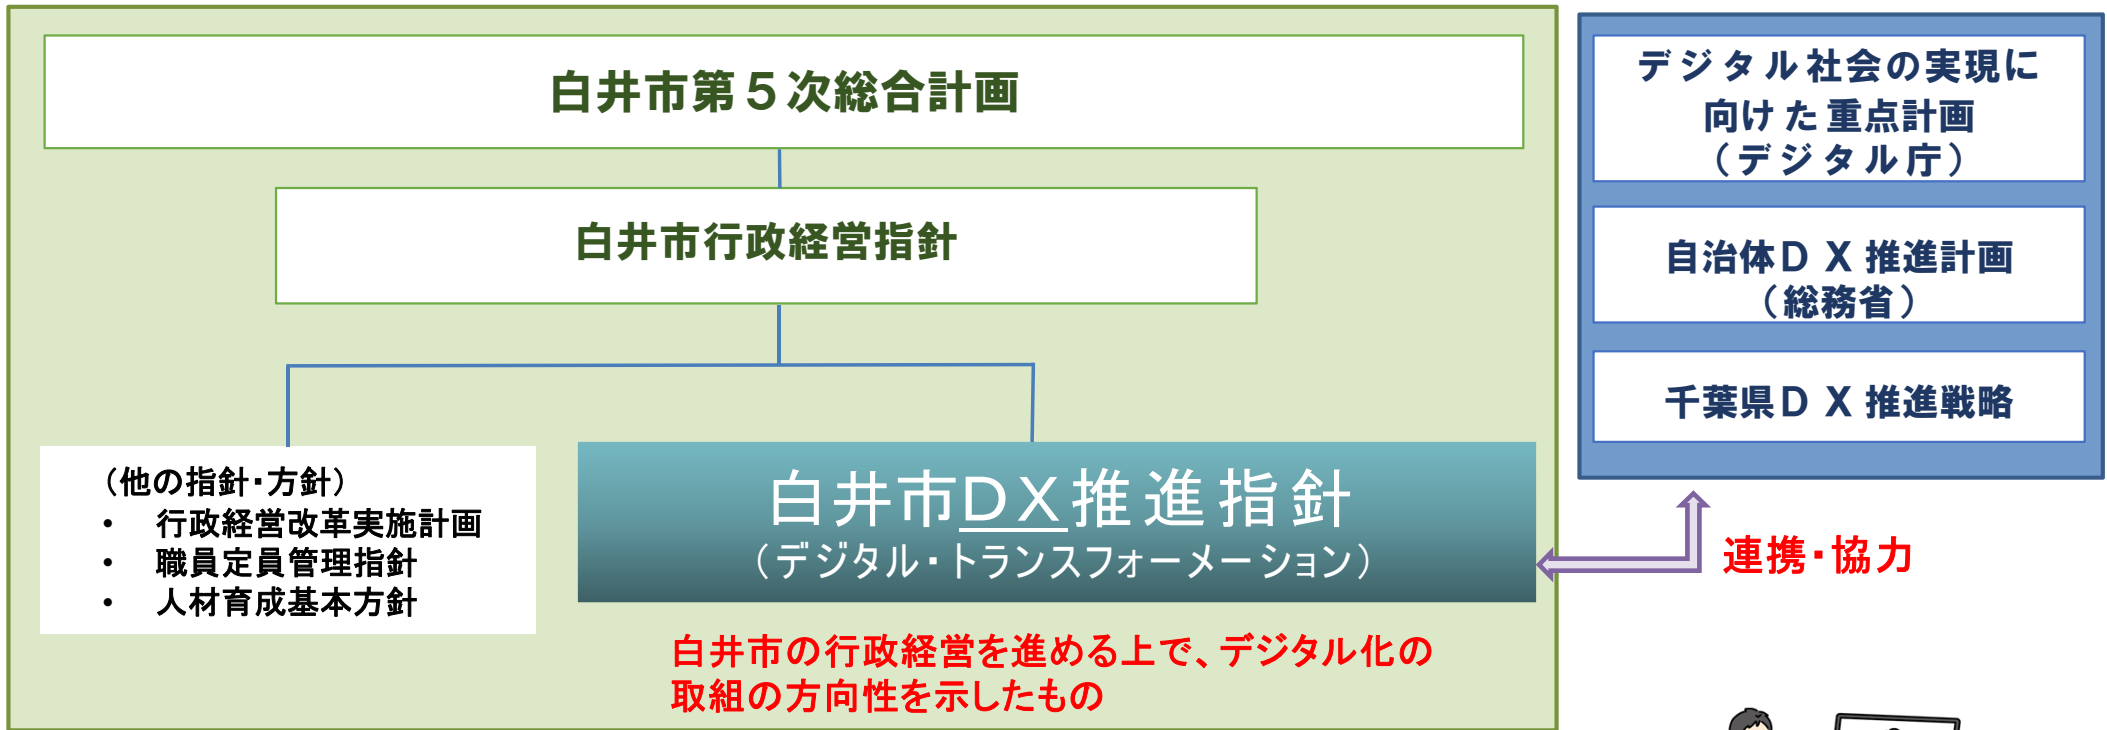 白井市第５次総合計画
白井市行政経営指針
（他の指針・方針）
• 行政経営改革実施計画
• 職員定員管理指針
• 人材育成基本方針
白井市ＤＸ推進指針
（デジタル・トランスフォーメーション）
白井市の行政経営を進める上で、デジタル化の
取組の方向性を示したもの
デジタル社会の実現に
向けた重点計画
（デジタル庁）
自治体ＤＸ推進計画
（総務省）
千葉県ＤＸ推進戦略
連携・協力